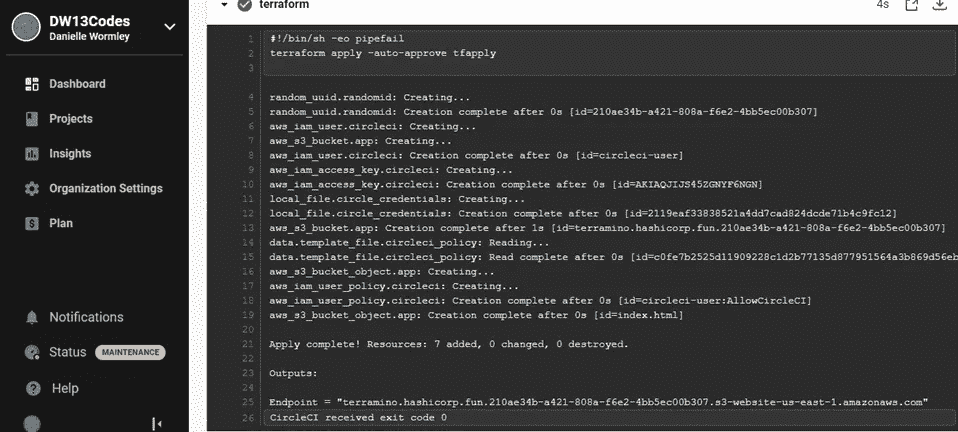 DW13Codes
Danielle Wormley
Dashboard
Projects
Insights
Organization Settings
Plan
Notifications
Status MAINTENANCE
Help
terraform 4s
1 #!/bin/sh -eo pipefail
2 terraform apply -auto-approve tfapply
3
4 random_uuid.randomid: Creating...
5 random_uuid.randomid: Creation complete after 0s [id=210ae34b-a421-808a-f6e2-4bb5ec00b307]
6 aws_iam_user.circleci: Creating...
7 aws_s3_bucket.app: Creating...
8 aws_iam_user.circleci: Creation complete after 0s [id=circleci-user]
9 aws_iam_access_key.circleci: Creating...
10 aws_iam_access_key.circleci: Creation complete after 0s [id=AKIAQJIJS45ZGNYF6NGN]
11 local_file.circle_credentials: Creating...
12 local_file.circle_credentials: Creation complete after 0s [id=2119eaf33838521a4dd7cad824dcde71b4c9fc12]
13 aws_s3_bucket.app: Creation complete after 1s [id=terramino.hashicorp.fun.210ae34b-a421-808a-f6e2-4bb5ec00b307]
14 data.template_file.circleci_policy: Reading...
15 data.template_file.circleci_policy: Read complete after 0s [id=c0fe7b2525d11909228c1d2b77135d877951564a3b869d56eb
16 aws_s3_bucket_object.app: Creating...
17 aws_iam_user_policy.circleci: Creating...
18 aws_iam_user_policy.circleci: Creation complete after 0s [id=circleci-user:AllowCircleCI]
19 aws_s3_bucket_object.app: Creation complete after 0s [id=index.html]
20
21 Apply complete! Resources: 7 added, 0 changed, 0 destroyed.
22
23 Outputs:
24
25 Endpoint = "terramino.hashicorp.fun.210ae34b-a421-808a-f6e2-4bb5ec00b307.s3-website-us-east-1.amazonaws.com"
26 CircleCI received exit code 0